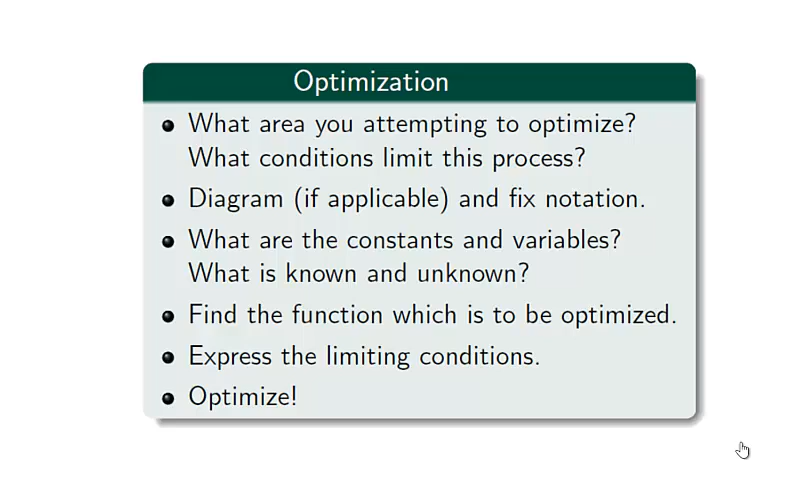 Optimization
What area you attempting to optimize?
What conditions limit this process?
Diagram (if applicable) and fix notation.
What are the constants and variables?
What is known and unknown?
Find the function which is to be optimized.
Express the limiting conditions.
Optimize!